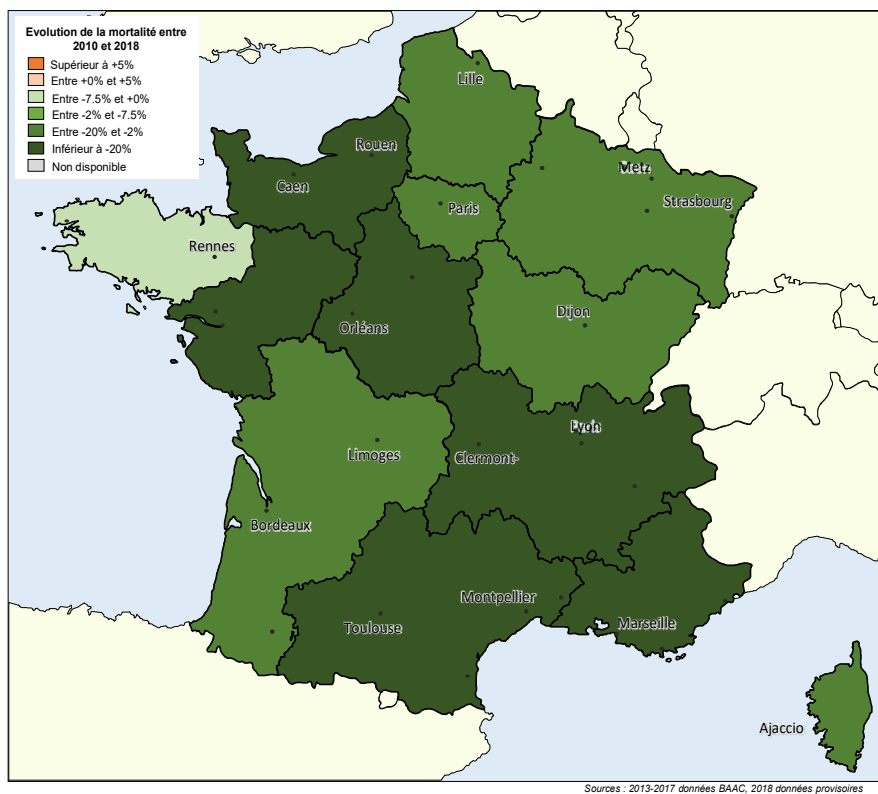 Evolution de la mortalité entre
2010 et 2018
Supérieur à +5%
Entre +0% et +5%
Entre -7.5% et +0%
Entre -2% et -7.5%
Entre -20% et -2%
Inférieur à -20%
Non disponible
Lille
Rouen
Caen
Metz
Paris
Strasbourg
Rennes
Dijon
Orléans
Lyon
Limoges
Clermont-
Bordeaux
Montpellier
Toulouse
Marseille
Ajaccio
Sources : 2013-2017 données BAAC, 2018 données provisoires